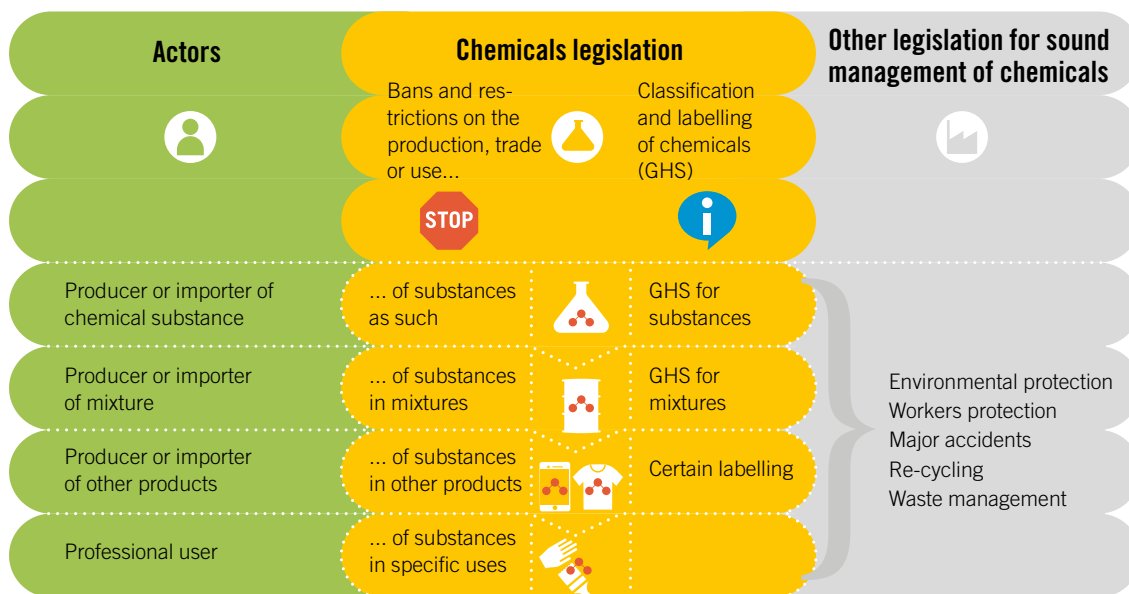 Actors
Chemicals legislation
Other legislation for sound
management of chemicals
Bans and res-
trictions on the
production, trade
or use...
Classification
and labelling
of chemicals
(GHS)
STOP
i
Producer or importer of
chemical substance
... of substances
as such
GHS for
substances
Producer or importer
of mixture
... of substances
in mixtures
GHS for
mixtures
Producer or importer
of other products
... of substances
in other products
Certain labelling
Professional user
... of substances
in specific uses
Environmental protection
Workers protection
Major accidents
Re-cycling
Waste management